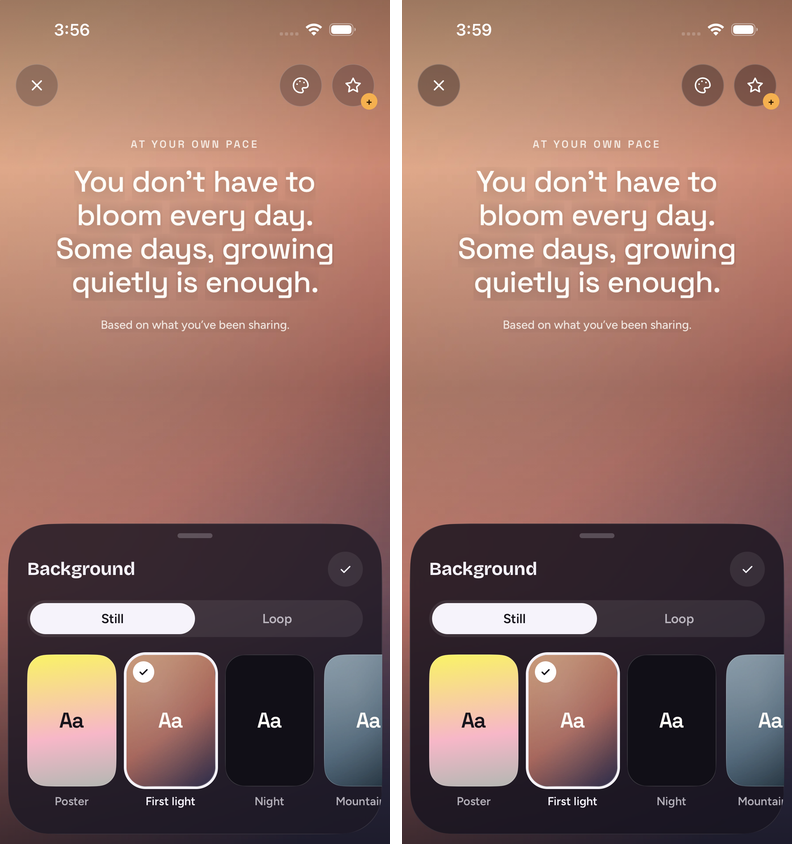 3:56
AT YOUR OWN PACE
You don’t have to
bloom every day.
Some days, growing
quietly is enough.
Based on what you’ve been sharing.
Background
Still
Loop
Aa
Aa
Aa
Aa
Poster
First light
Night
3:59
AT YOUR OWN PACE
You don’t have to
bloom every day.
Some days, growing
quietly is enough.
Based on what you’ve been sharing.
Background
Still
Loop
Aa
Aa
Aa
Aa
Poster
First light
Night